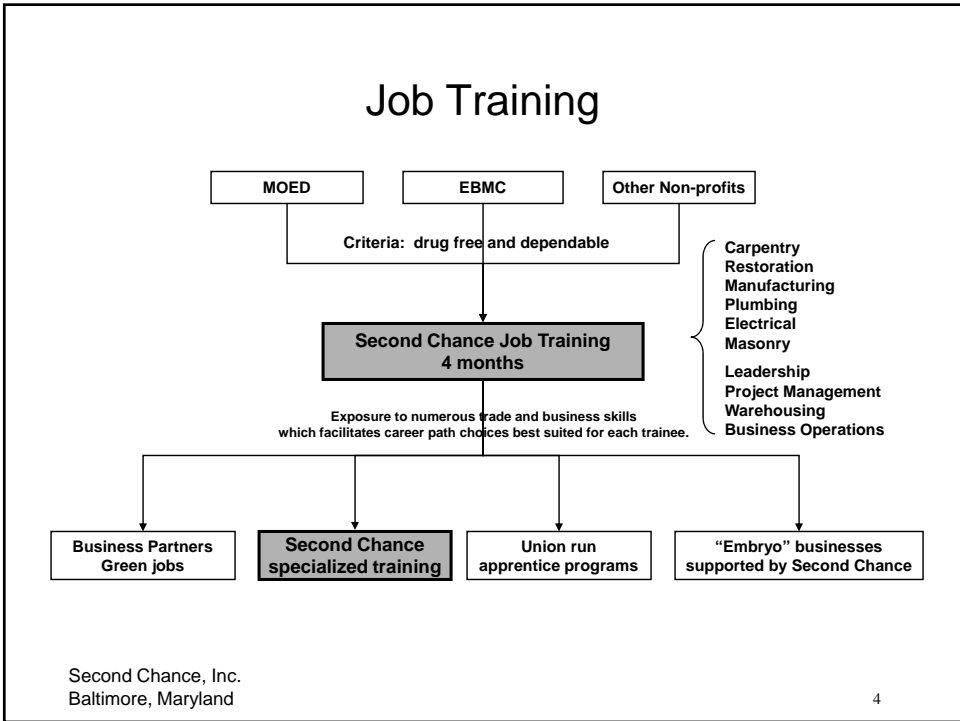 Job Training
MOED
EBMC
Other Non-profits
Criteria: drug free and dependable
Second Chance Job Training
4 months
Carpentry
Restoration
Manufacturing
Plumbing
Electrical
Masonry
Leadership
Project Management
Warehousing
Business Operations
Exposure to numerous trade and business skills
which facilitates career path choices best suited for each trainee.
Business Partners
Green jobs
Second Chance
specialized training
Union run
apprentice programs
“Embryo” businesses
supported by Second Chance
Second Chance, Inc.
Baltimore, Maryland
4